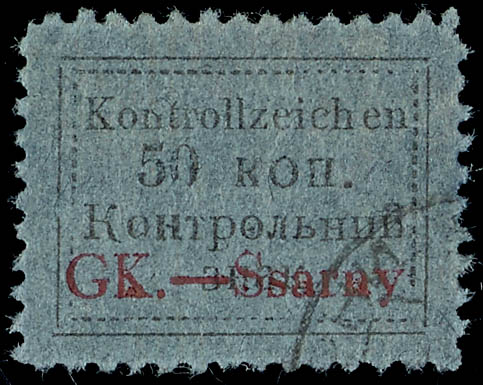 Kontrollzeichen
50 коп.
Контрольний
GK.—Ssarny